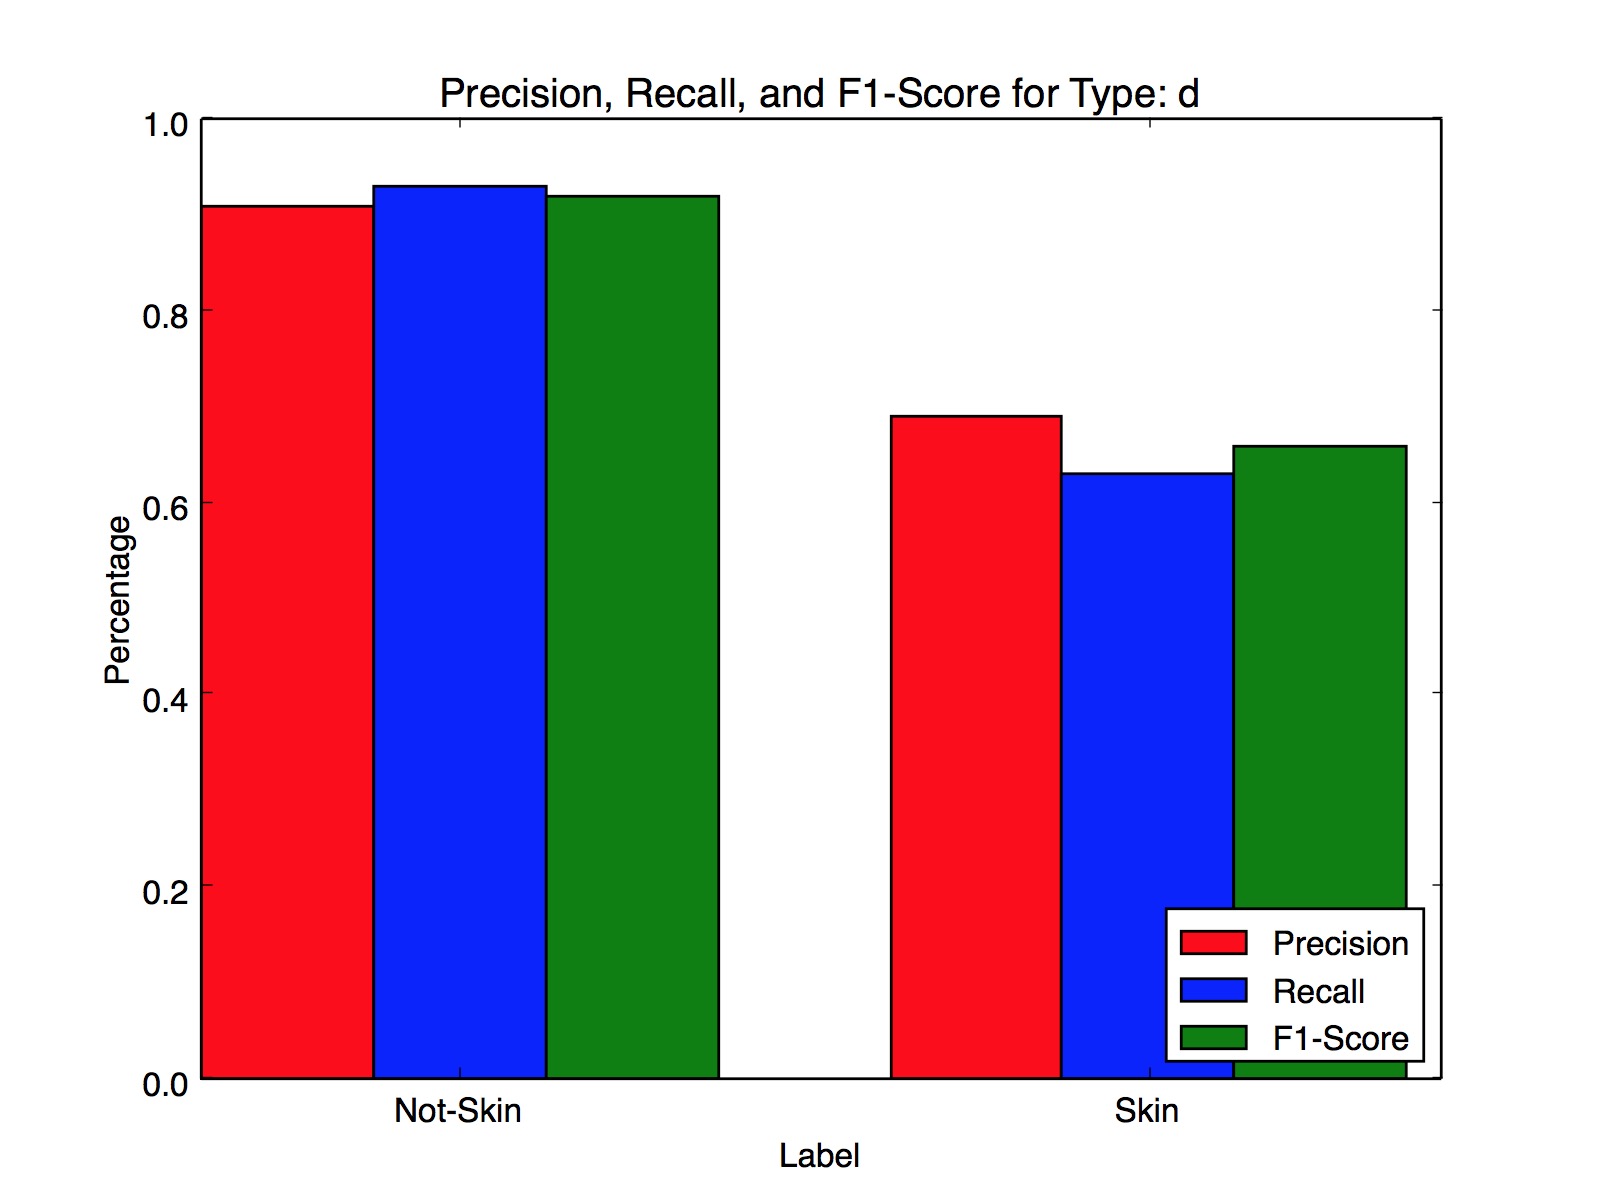 Precision, Recall, and F1-Score for Type: d
1.0
0.8
0.6
0.4
0.2
0.0
Percentage
Not-Skin
Skin
Label
Precision
Recall
F1-Score